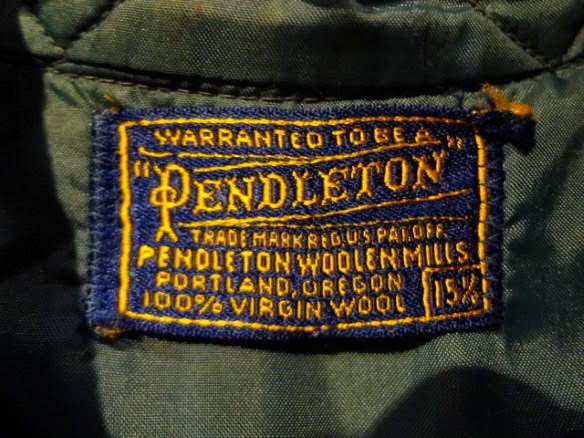 WARRANTED TO BE A
"PENDLETON"
TRADE MARK REG. U.S. PAT. OFF.
PENDLETON WOOLEN MILLS
PORTLAND, OREGON
100% VIRGIN WOOL
15½